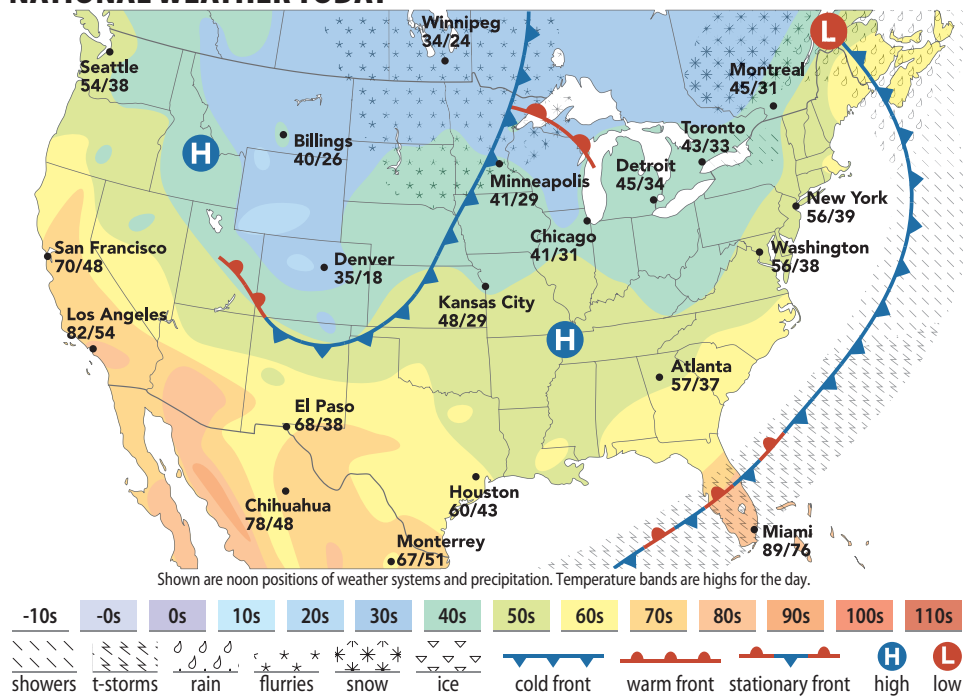 NATIONAL WEATHER TODAY
Winnipeg
34/24
L
Seattle
54/38
Montreal
45/31
Billings
40/26
H
Toronto
43/33
Minneapolis
41/29
Detroit
45/34
New York
56/39
Chicago
41/31
San Francisco
70/48
Denver
35/18
Washington
56/38
Kansas City
48/29
Los Angeles
82/54
H
Atlanta
57/37
El Paso
68/38
Houston
60/43
Chihuahua
78/48
Miami
89/76
Monterrey
67/51
Shown are noon positions of weather systems and precipitation. Temperature bands are highs for the day.
-10s -0s 0s 10s 20s 30s 40s 50s 60s 70s 80s 90s 100s 110s
H L
showers t-storms rain flurries snow ice cold front warm front stationary front high low